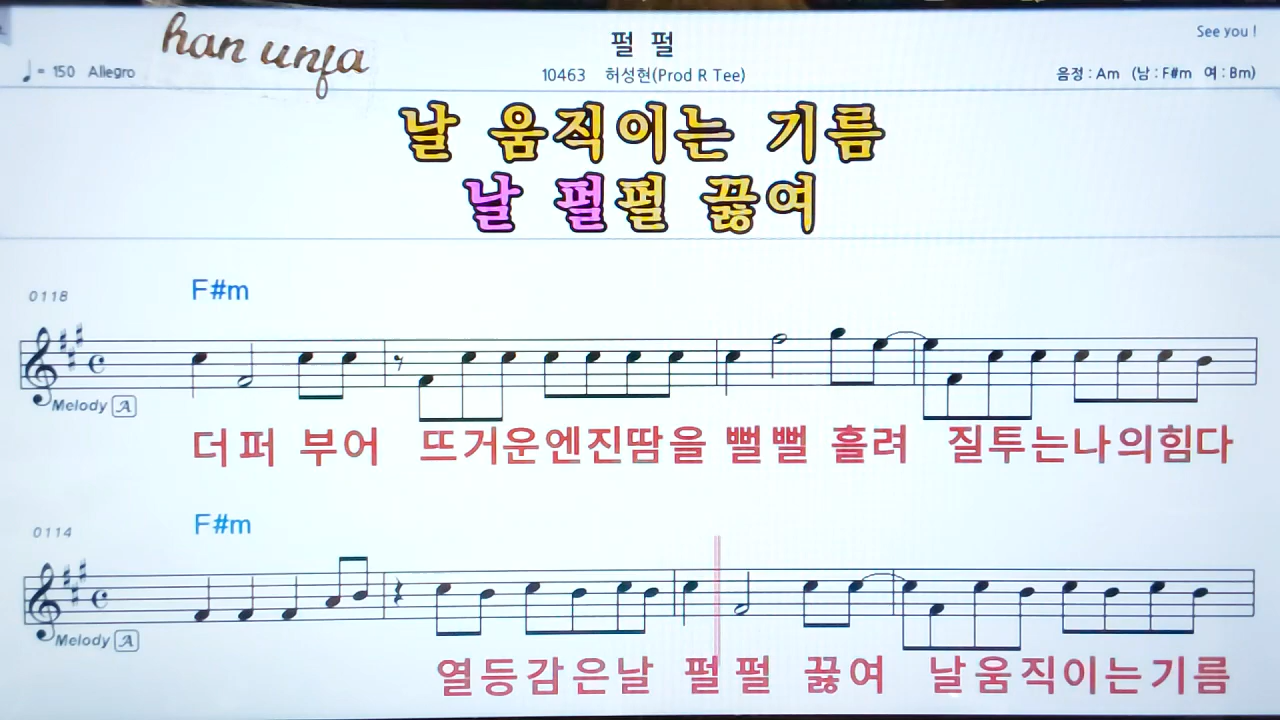 han unja
펄 펄
See you !
♩= 150 Allegro
10463 허성현(Prod R Tee)
음정 : Am (남 : F#m 여 : Bm)
날 움직이는 기름
날 펄펄 끓여
0118
F#m
Melody A
더퍼 부어 뜨거운엔진땀을 뻘뻘 흘려 질투는나의힘다
0114
F#m
Melody A
열등감은날 펄펄 끓여 날움직이는기름